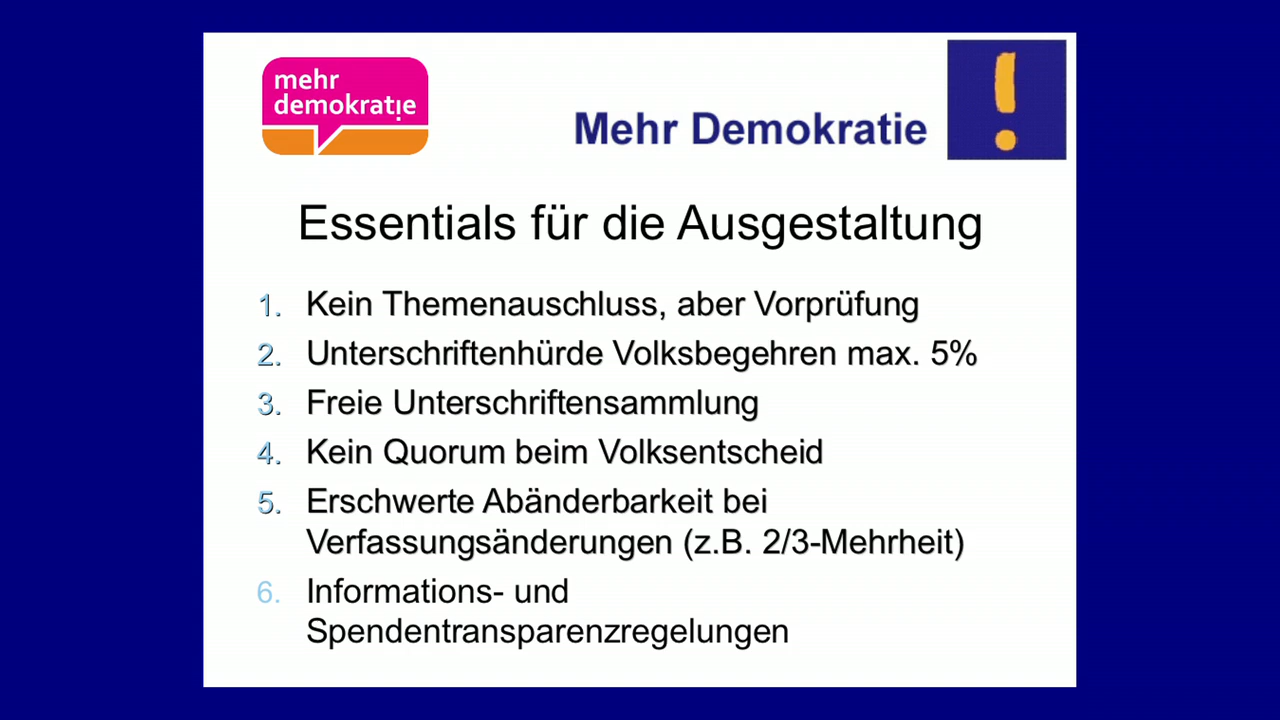 mehr
demokratie
Mehr Demokratie
!
Essentials für die Ausgestaltung
1. Kein Themenauschluss, aber Vorprüfung
2. Unterschriftenhürde Volksbegehren max. 5%
3. Freie Unterschriftensammlung
4. Kein Quorum beim Volksentscheid
5. Erschwerte Abänderbarkeit bei
Verfassungsänderungen (z.B. 2/3-Mehrheit)
6. Informations- und
Spendentransparenzregelungen